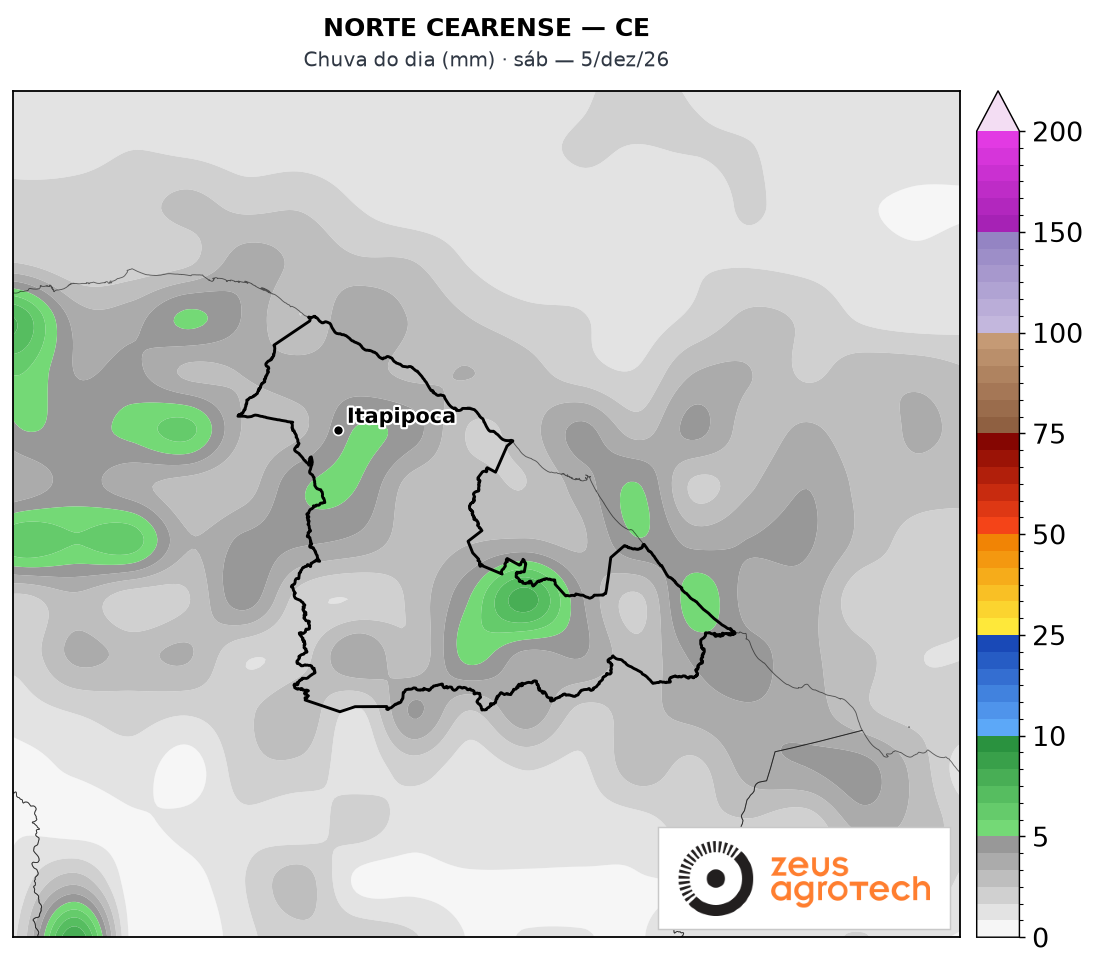 NORTE CEARENSE — CE
Chuva do dia (mm) · sáb — 5/dez/26
Itapipoca
200
150
100
75
50
25
10
5
0
zeus
agrotech